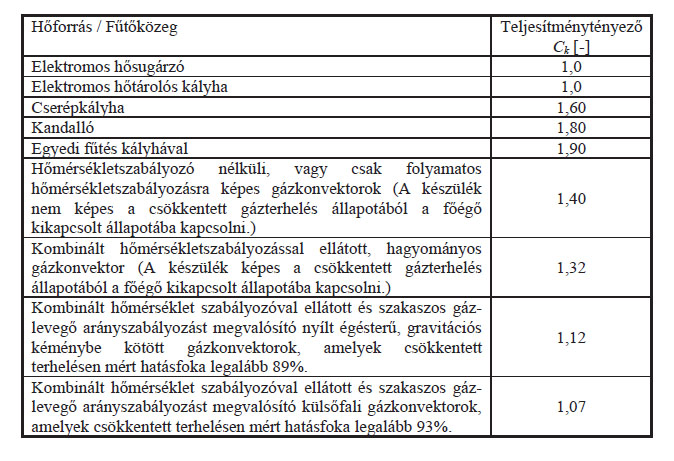 Hőforrás / Fűtőközeg
Teljesítménytényező
Ck [-]
Elektromos hősugárzó
1,0
Elektromos hőtárolós kályha
1,0
Cserépkályha
1,60
Kandalló
1,80
Egyedi fűtés kályhával
1,90
Hőmérsékletszabályozó nélküli, vagy csak folyamatos
hőmérsékletszabályozásra képes gázkonvektorok (A készülék
nem képes a csökkentett gázterhelés állapotából a főégő
kikapcsolt állapotába kapcsolni.)
1,40
Kombinált hőmérsékletszabályozással ellátott, hagyományos
gázkonvektor (A készülék képes a csökkentett gázterhelés
állapotából a főégő kikapcsolt állapotába kapcsolni.)
1,32
Kombinált hőmérséklet szabályozóval ellátott és szakaszos gáz-
levegő arányszabályozást megvalósító nyílt égésterű, gravitációs
kéménybe kötött gázkonvektorok, amelyek csökkentett
terhelésen mért hatásfoka legalább 89%.
1,12
Kombinált hőmérséklet szabályozóval ellátott és szakaszos gáz-
levegő arányszabályozást megvalósító külsőfali gázkonvektorok,
amelyek csökkentett terhelésen mért hatásfoka legalább 93%.
1,07